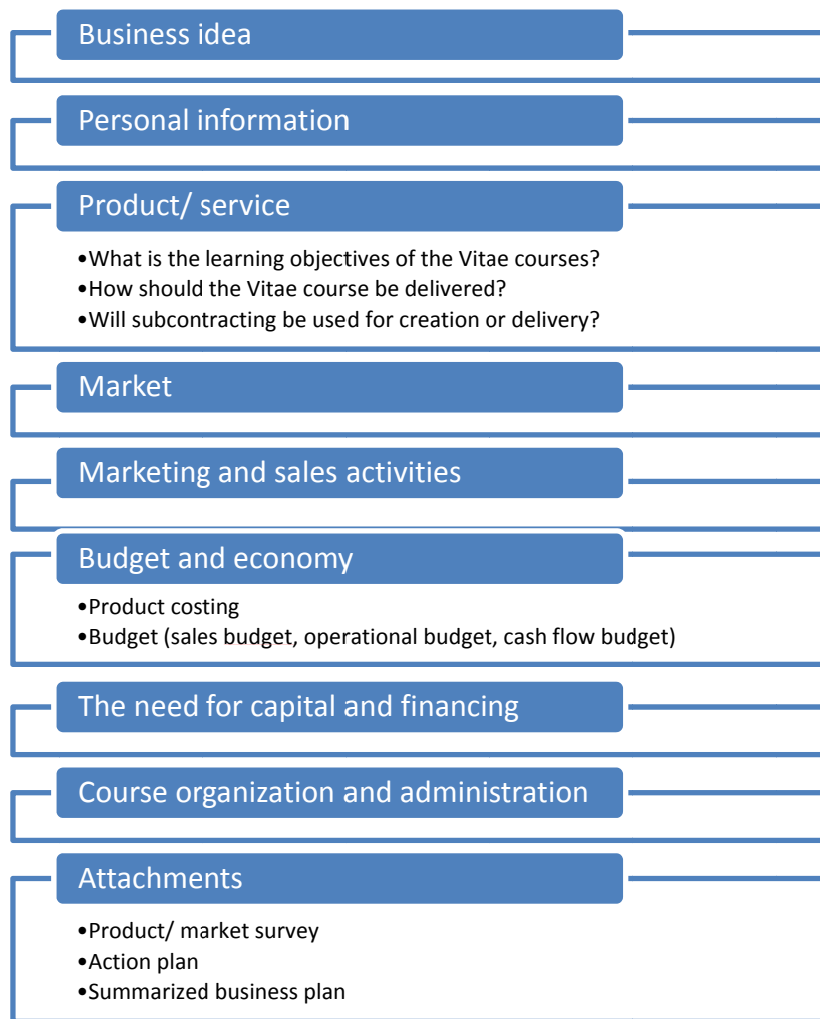 Business idea
Personal information
Product/ service
•What is the learning objectives of the Vitae courses?
•How should the Vitae course be delivered?
•Will subcontracting be used for creation or delivery?
Market
Marketing and sales activities
Budget and economy
•Product costing
•Budget (sales budget, operational budget, cash flow budget)
The need for capital and financing
Course organization and administration
Attachments
•Product/ market survey
•Action plan
•Summarized business plan